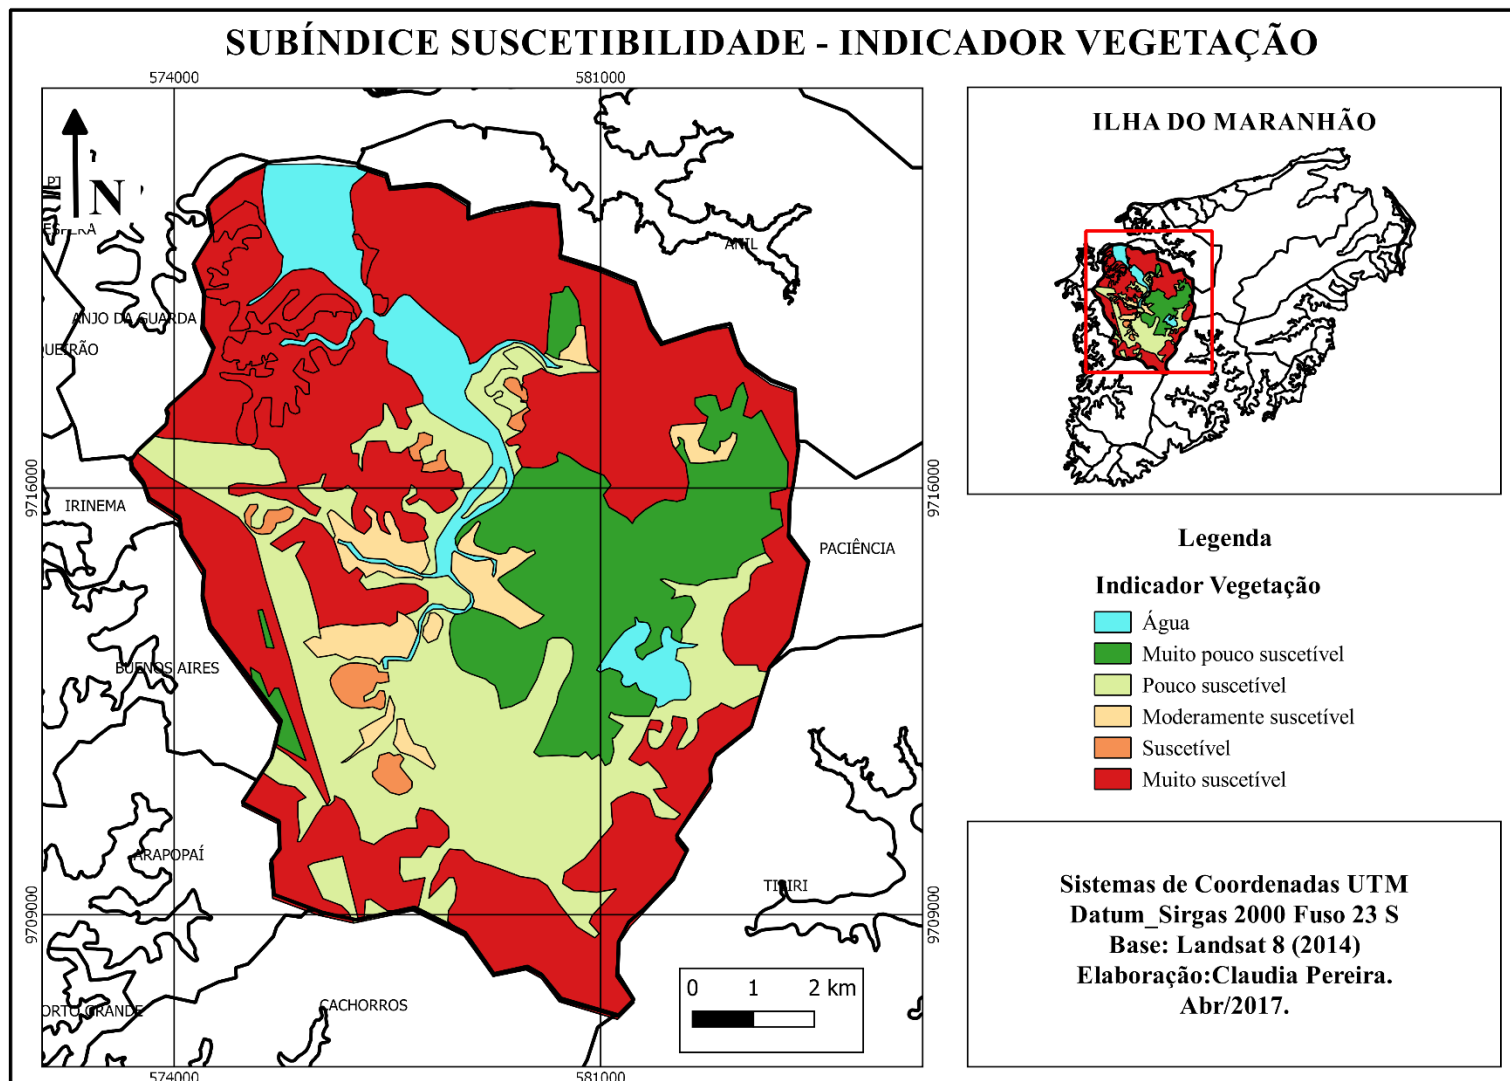 SUBÍNDICE SUSCETIBILIDADE - INDICADOR VEGETAÇÃO
574000
581000
N
ANIL
ANJO DA GUARDA
9716000
9716000
IRINEMA
PACIÊNCIA
BUENOS AIRES
ARAPOPAÍ
TIBIRI
9709000
9709000
CACHORROS
ORTO GRANDE
0 1 2 km
574000
581000
ILHA DO MARANHÃO
Legenda
Indicador Vegetação
Água
Muito pouco suscetível
Pouco suscetível
Moderamente suscetível
Suscetível
Muito suscetível
Sistemas de Coordenadas UTM
Datum_Sirgas 2000 Fuso 23 S
Base: Landsat 8 (2014)
Elaboração:Claudia Pereira.
Abr/2017.